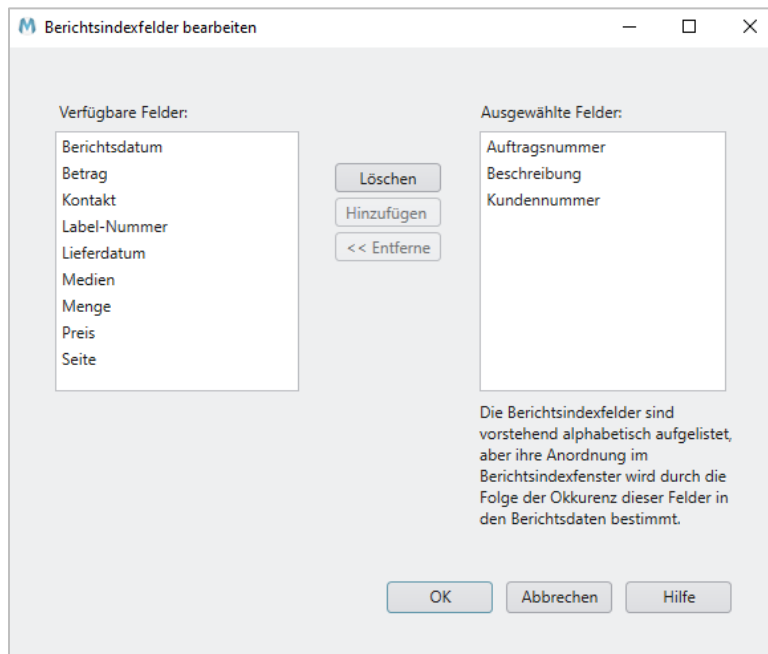 Berichtsindexfelder bearbeiten
Verfügbare Felder:
Berichtsdatum
Betrag
Kontakt
Label-Nummer
Lieferdatum
Medien
Menge
Preis
Seite
Löschen
Hinzufügen
<< Entferne
Ausgewählte Felder:
Auftragsnummer
Beschreibung
Kundennummer
Die Berichtsindexfelder sind
vorstehend alphabetisch aufgelistet,
aber ihre Anordnung im
Berichtsindexfenster wird durch die
Folge der Okkurenz dieser Felder in
den Berichtsdaten bestimmt.
OK
Abbrechen
Hilfe